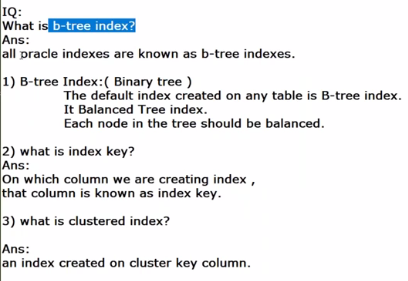 IQ:
What is b-tree index?
Ans:
all oracle indexes are known as b-tree indexes.
1) B-tree Index:( Binary tree )
The default index created on any table is B-tree index.
It Balanced Tree index.
Each node in the tree should be balanced.
2) what is index key?
Ans:
On which column we are creating index ,
that column is known as index key.
3) what is clustered index?
Ans:
an index created on cluster key column.